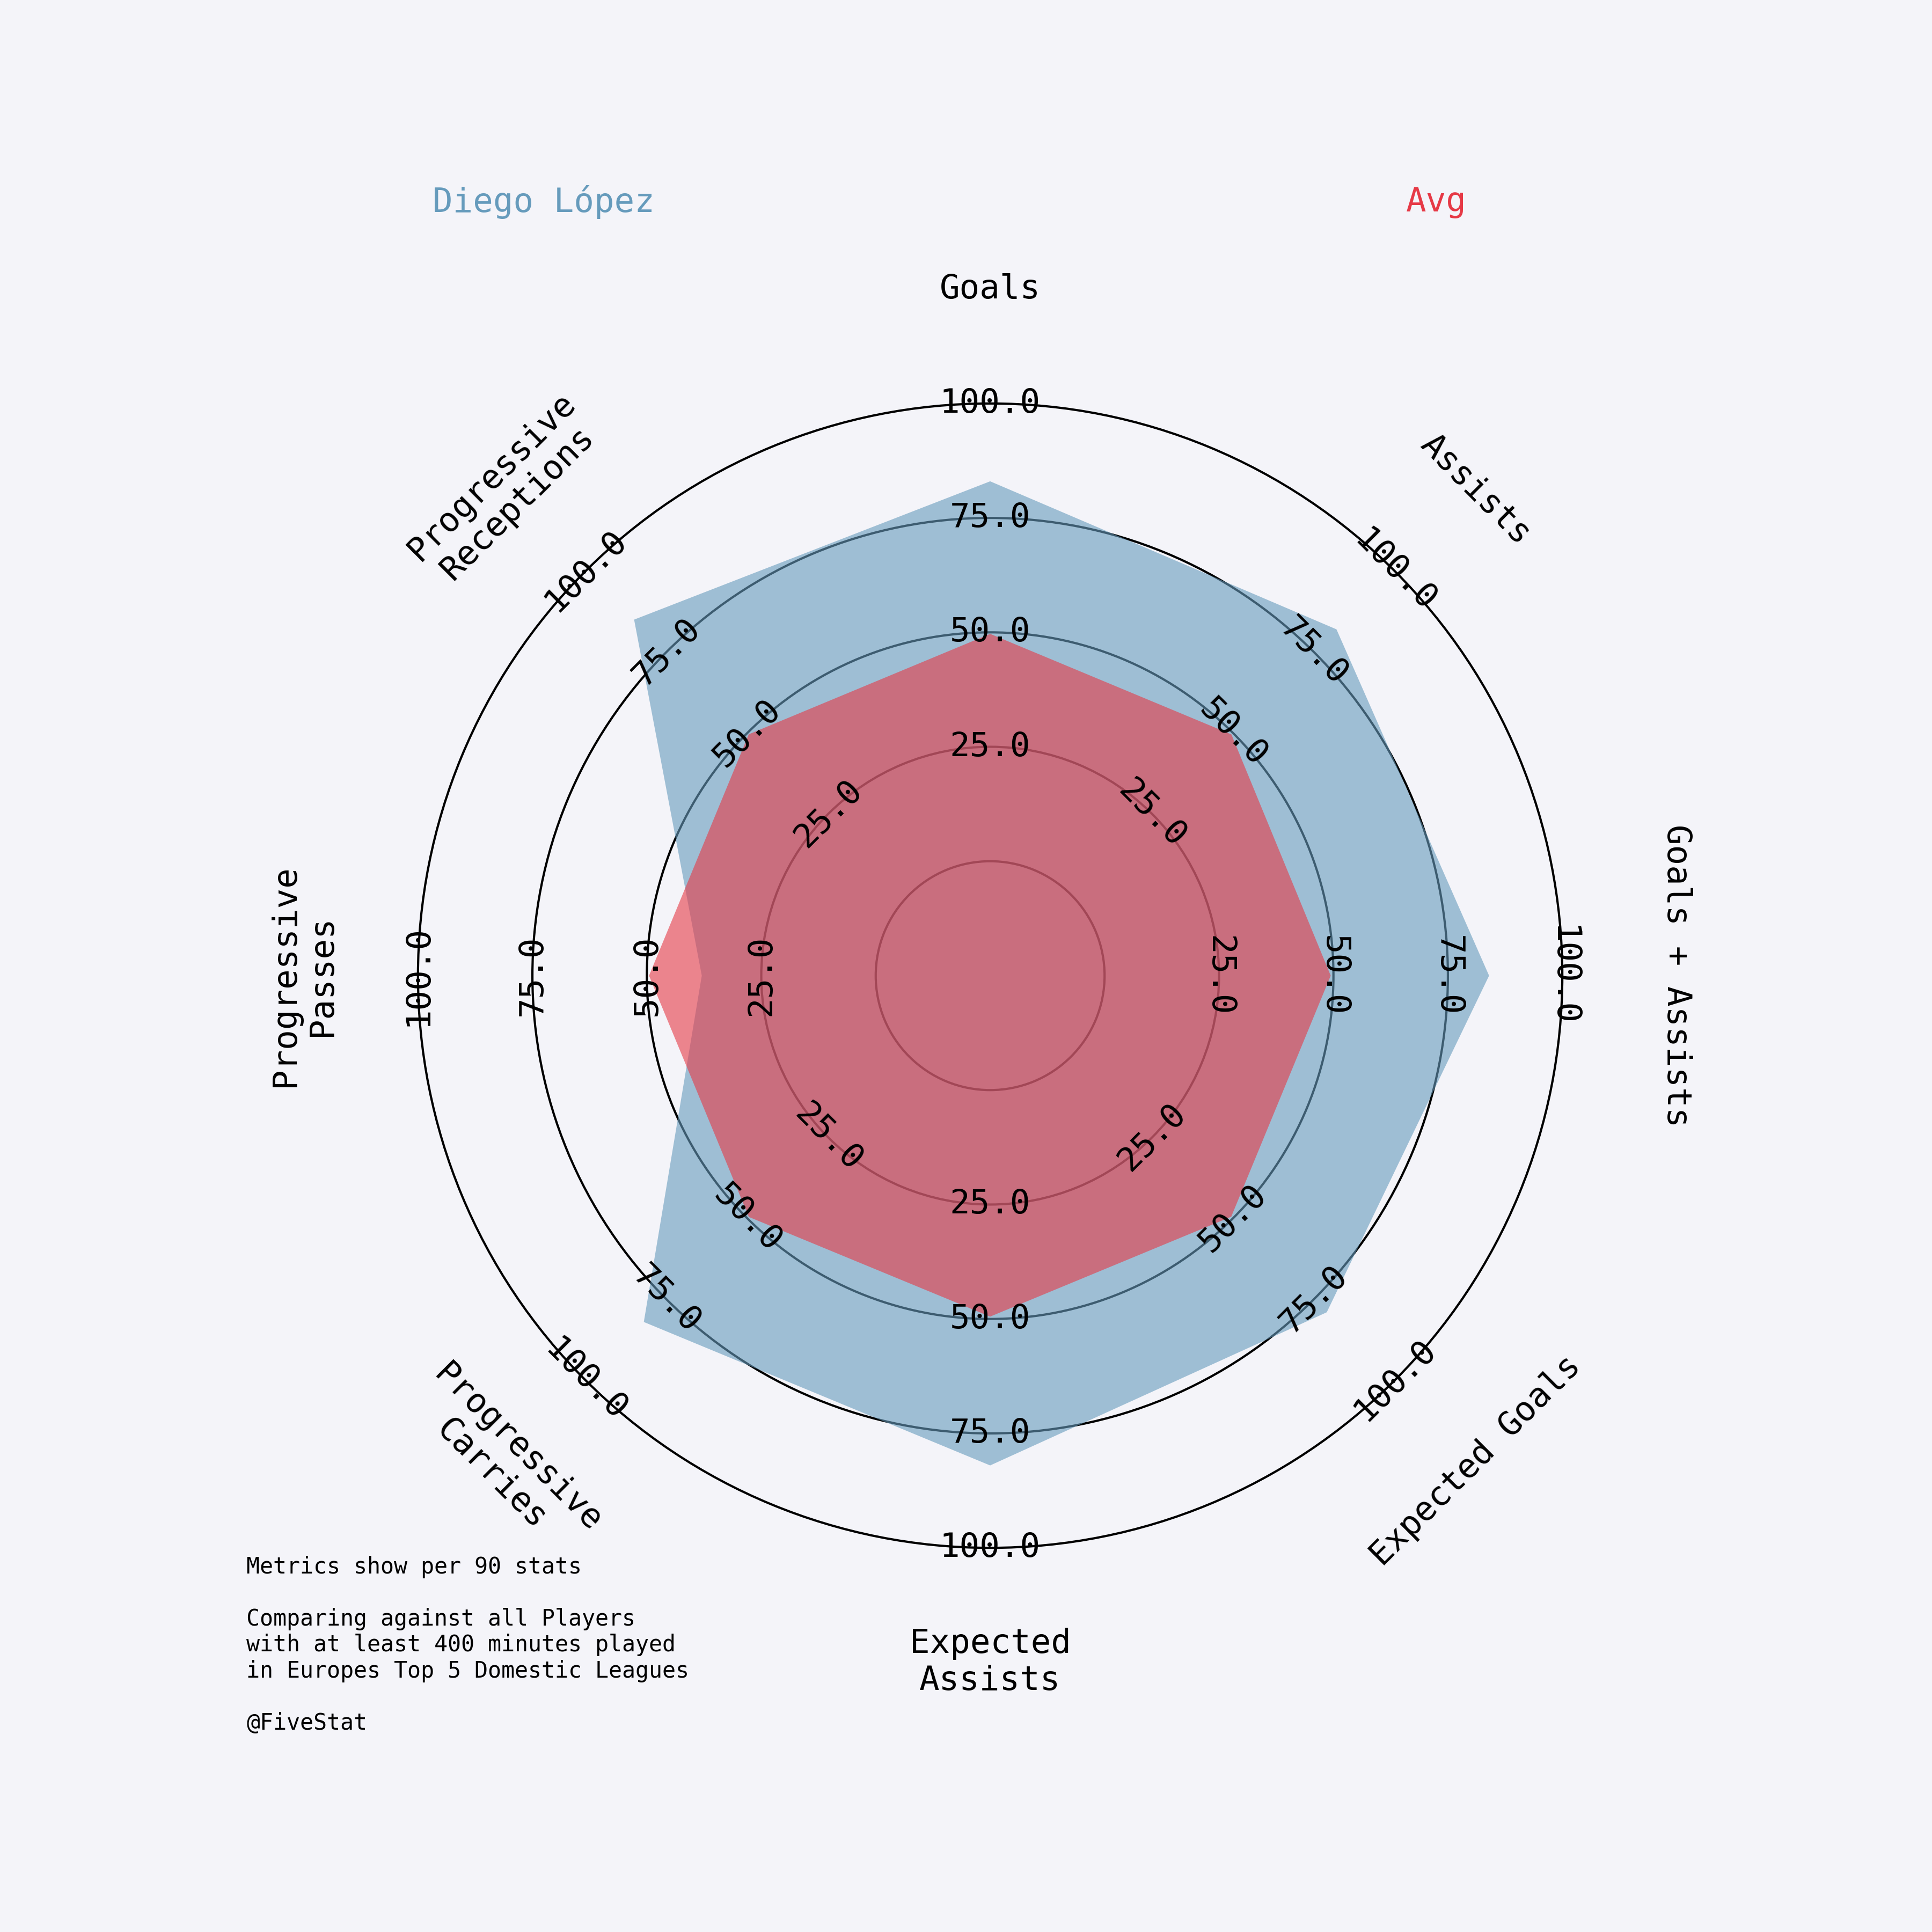 Diego López
Avg
Goals
Assists
Goals + Assists
Expected Goals
Expected
Assists
Progressive
Carries
Progressive
Passes
Progressive
Receptions
25.0
50.0
75.0
100.0
25.0
50.0
75.0
100.0
25.0
50.0
75.0
100.0
25.0
50.0
75.0
100.0
25.0
50.0
75.0
100.0
25.0
50.0
75.0
100.0
25.0
50.0
75.0
100.0
25.0
50.0
75.0
100.0
Metrics show per 90 stats
Comparing against all Players
with at least 400 minutes played
in Europes Top 5 Domestic Leagues
@FiveStat